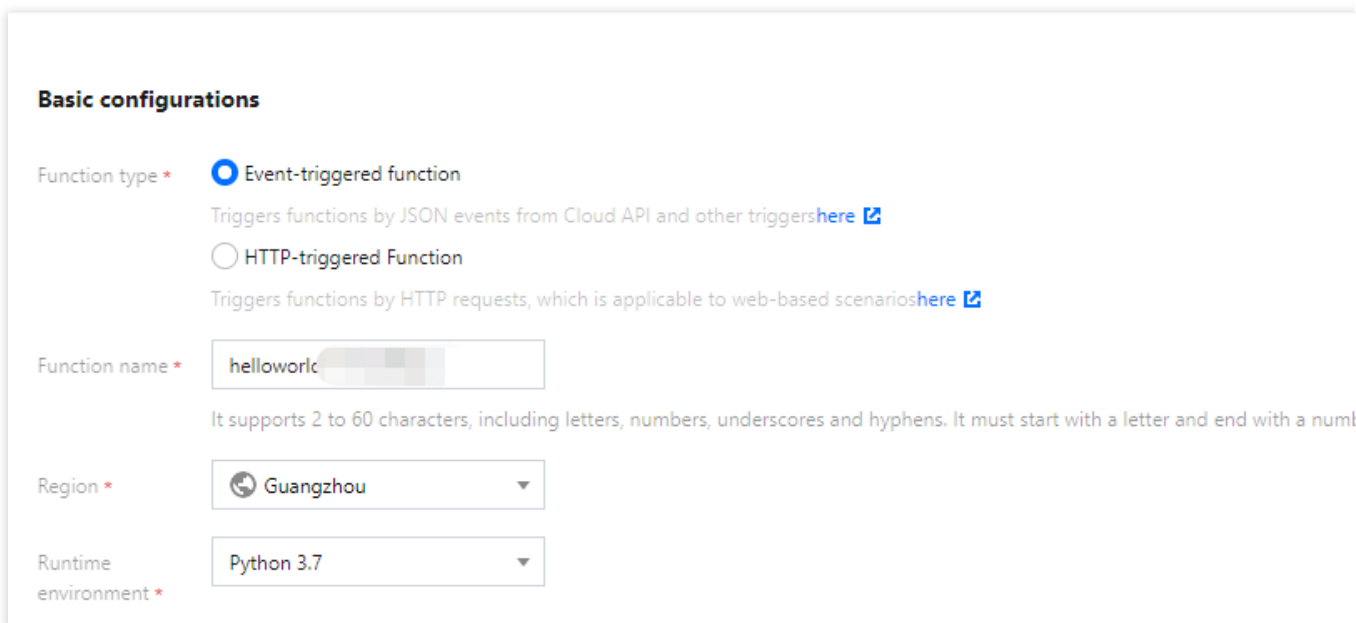 Basic configurations
Function type *
Event-triggered function
Triggers functions by JSON events from Cloud API and other triggershere
HTTP-triggered Function
Triggers functions by HTTP requests, which is applicable to web-based scenarioshere
Function name *
helloworld
It supports 2 to 60 characters, including letters, numbers, underscores and hyphens. It must start with a letter and end with a
Region *
Guangzhou
Runtime
environment *
Python 3.7